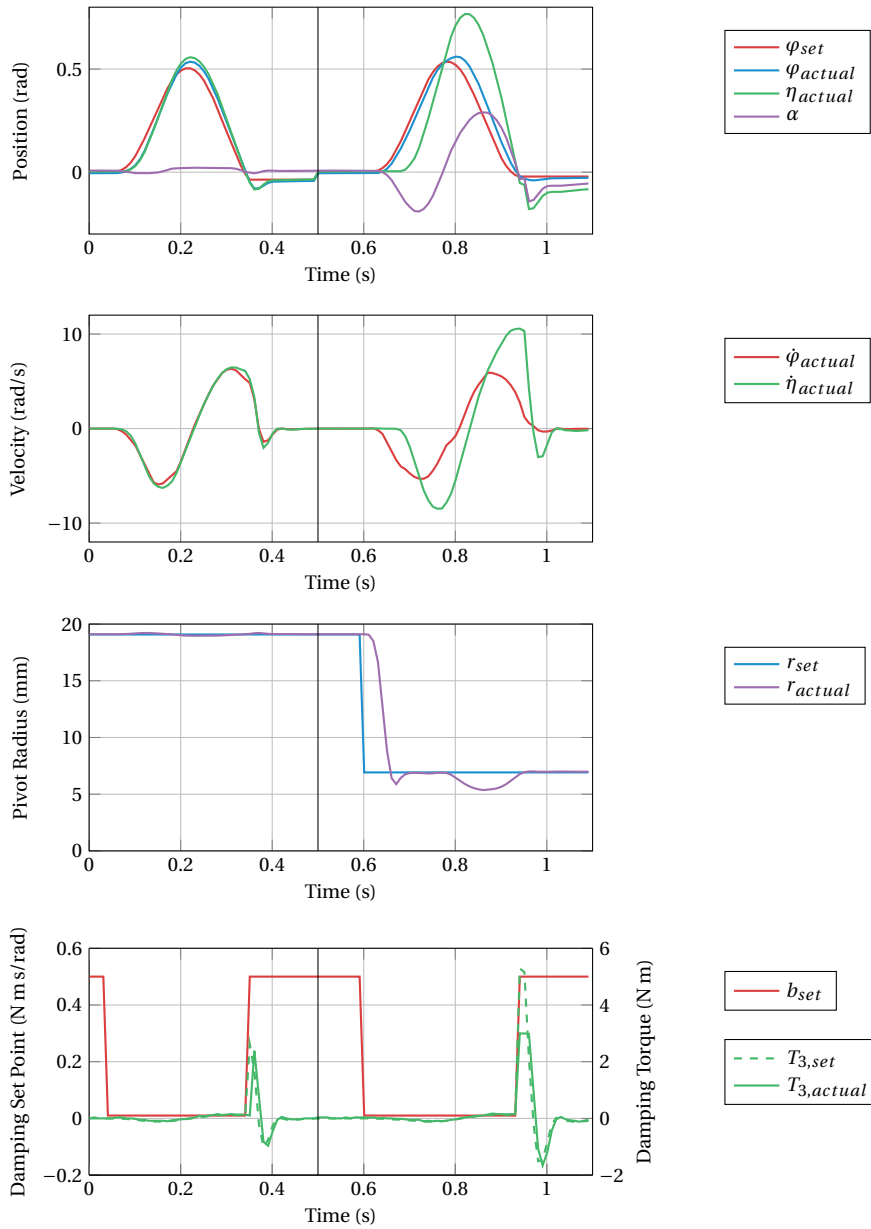 Position (rad)
0.5
0
0
0.2
0.4
0.6
0.8
1
Time (s)
φset
φactual
ηactual
α
Velocity (rad/s)
10
0
−10
0
0.2
0.4
0.6
0.8
1
Time (s)
φ̇actual
η̇actual
Pivot Radius (mm)
20
15
10
5
0
0
0.2
0.4
0.6
0.8
1
Time (s)
rset
ractual
Damping Set Point (N m s/rad)
0.6
0.4
0.2
0
−0.2
0
0.2
0.4
0.6
0.8
1
Time (s)
6
4
2
0
−2
Damping Torque (N m)
bset
T3,set
T3,actual